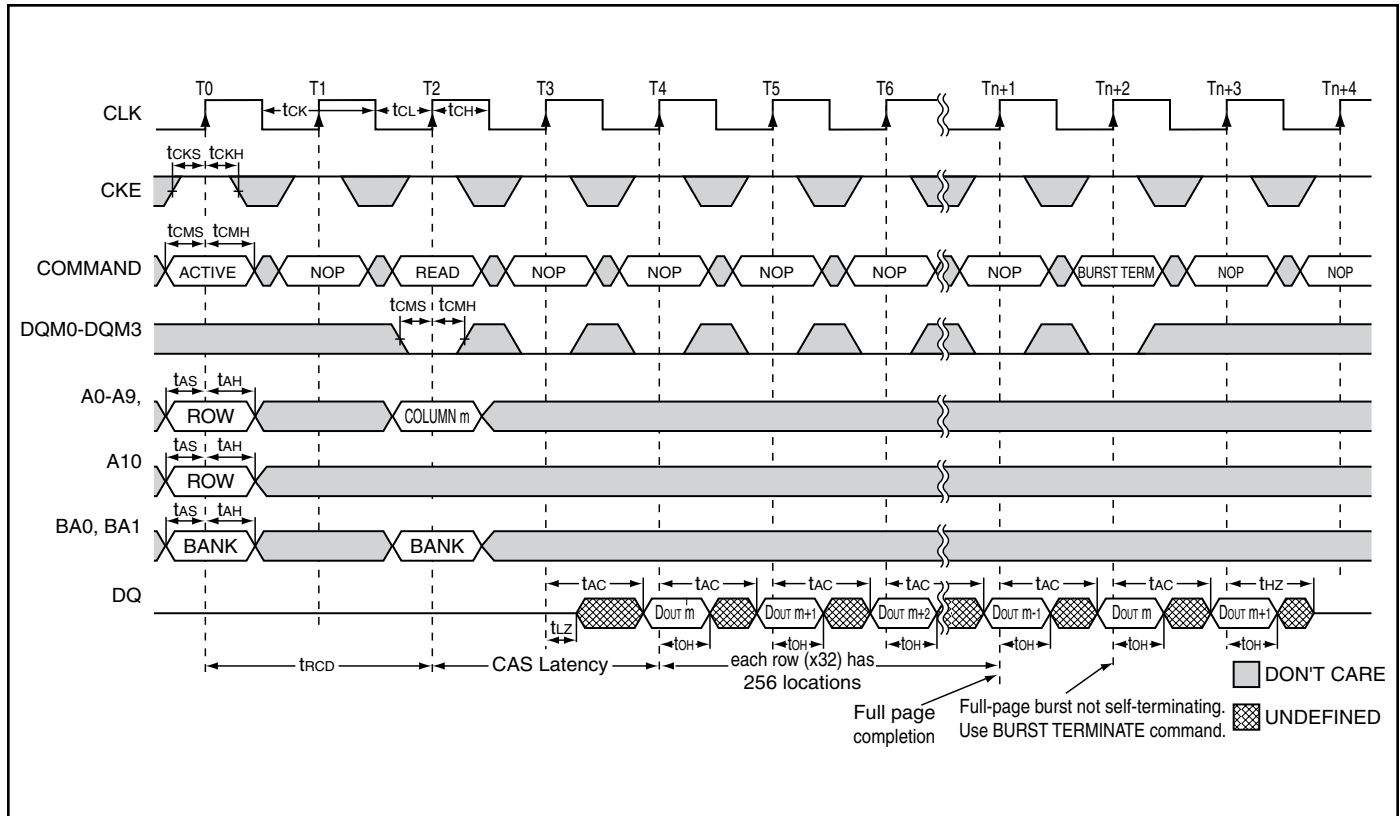 T0 T1 T2 T3 T4 T5 T6 Tn+1 Tn+2 Tn+3 Tn+4
CLK tCK tCL tCH
tCKS tCKH
CKE
tCMS tCMH
COMMAND ACTIVE NOP READ NOP NOP NOP NOP NOP BURST TERM NOP NOP
tCMS tCMH
DQM0-DQM3
tAS tAH
A0-A9, ROW COLUMN m
tAS tAH
A10 ROW
tAS tAH
BA0, BA1 BANK BANK
tAC tAC tAC tAC tAC tAC tHZ
DQ DOUT m DOUT m+1 DOUT m+2 DOUT m-1 DOUT m DOUT m+1
tLZ tOH tOH tOH tOH tOH tOH
tRCD CAS Latency each row (x32) has
256 locations
DON'T CARE
UNDEFINED
Full page
completion
Full-page burst not self-terminating.
Use BURST TERMINATE command.